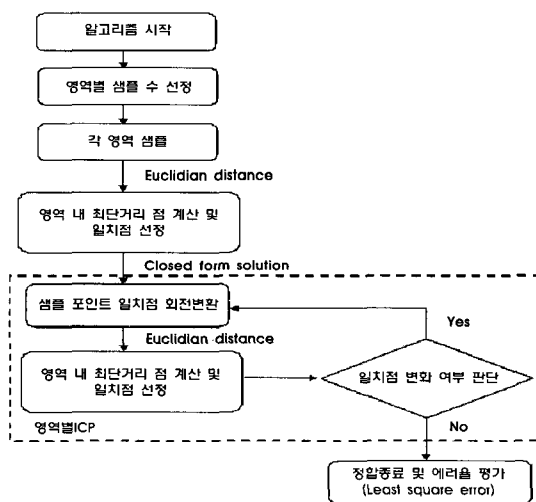 알고리즘 시작
영역별 샘플 수 선정
각 영역 샘플
Euclidian distance
영역 내 최단거리 점 계산 및
일치점 선정
Closed form solution
샘플 포인트 일치점 회전변환
Yes
Euclidian distance
영역 내 최단거리 점 계산 및
일치점 선정
일치점 변화 여부 판단
영역별ICP
No
정합종료 및 에러율 평가
(Least square error)